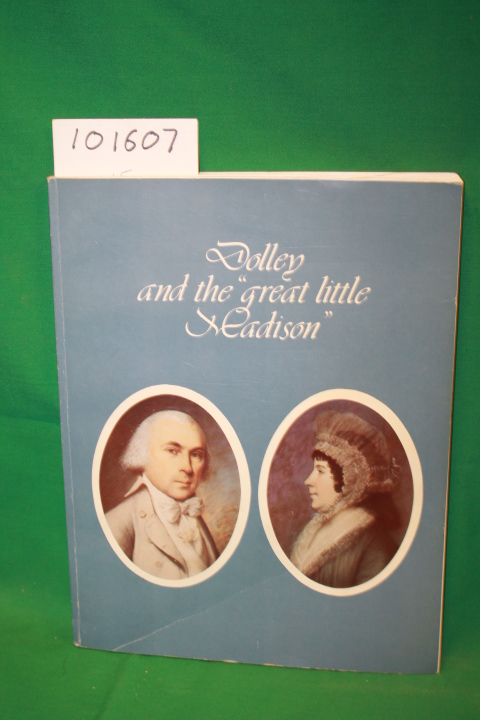 101607
Dolley
and the "great little
Madison"